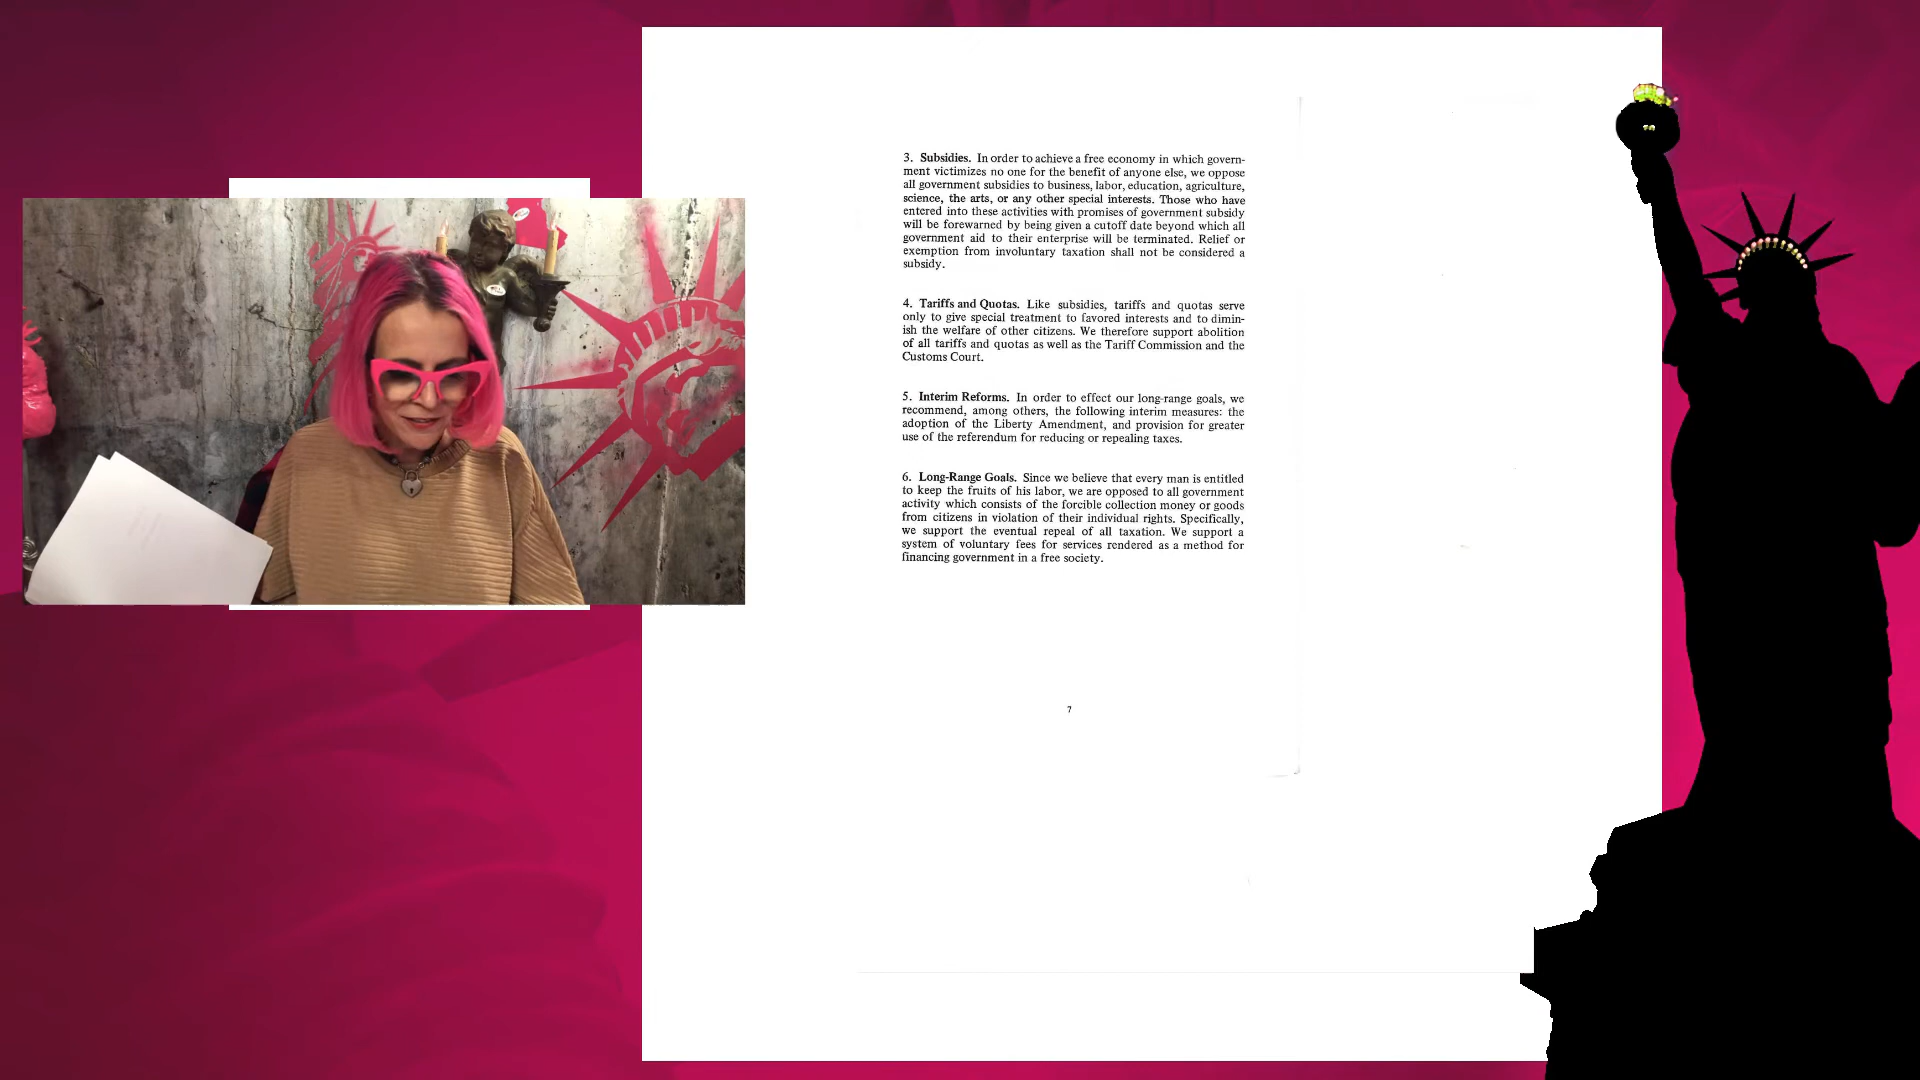 3. Subsidies. In order to achieve a free economy in which govern-
ment victimizes no one for the benefit of anyone else, we oppose
all government subsidies to business, labor, education, agriculture,
science, the arts, or any other special interests. Those who have
entered into these activities with promises of government subsidy
will be forewarned by being given a cutoff date beyond which all
government aid to their enterprise will be terminated. Relief or
exemption from involuntary taxation shall not be considered a
subsidy.
4. Tariffs and Quotas. Like subsidies, tariffs and quotas serve
only to give special treatment to favored interests and to dimin-
ish the welfare of other citizens. We therefore support abolition
of all tariffs and quotas as well as the Tariff Commission and the
Customs Court.
5. Interim Reforms. In order to effect our long-range goals, we
recommend, among others, the following interim measures: the
adoption of the Liberty Amendment, and provision for greater
use of the referendum for reducing or repealing taxes.
6. Long-Range Goals. Since we believe that every man is entitled
to keep the fruits of his labor, we are opposed to all government
activity which consists of the forcible collection money or goods
from citizens in violation of their individual rights. Specifically,
we support the eventual repeal of all taxation. We support a
system of voluntary fees for services rendered as a method for
financing government in a free society.
7